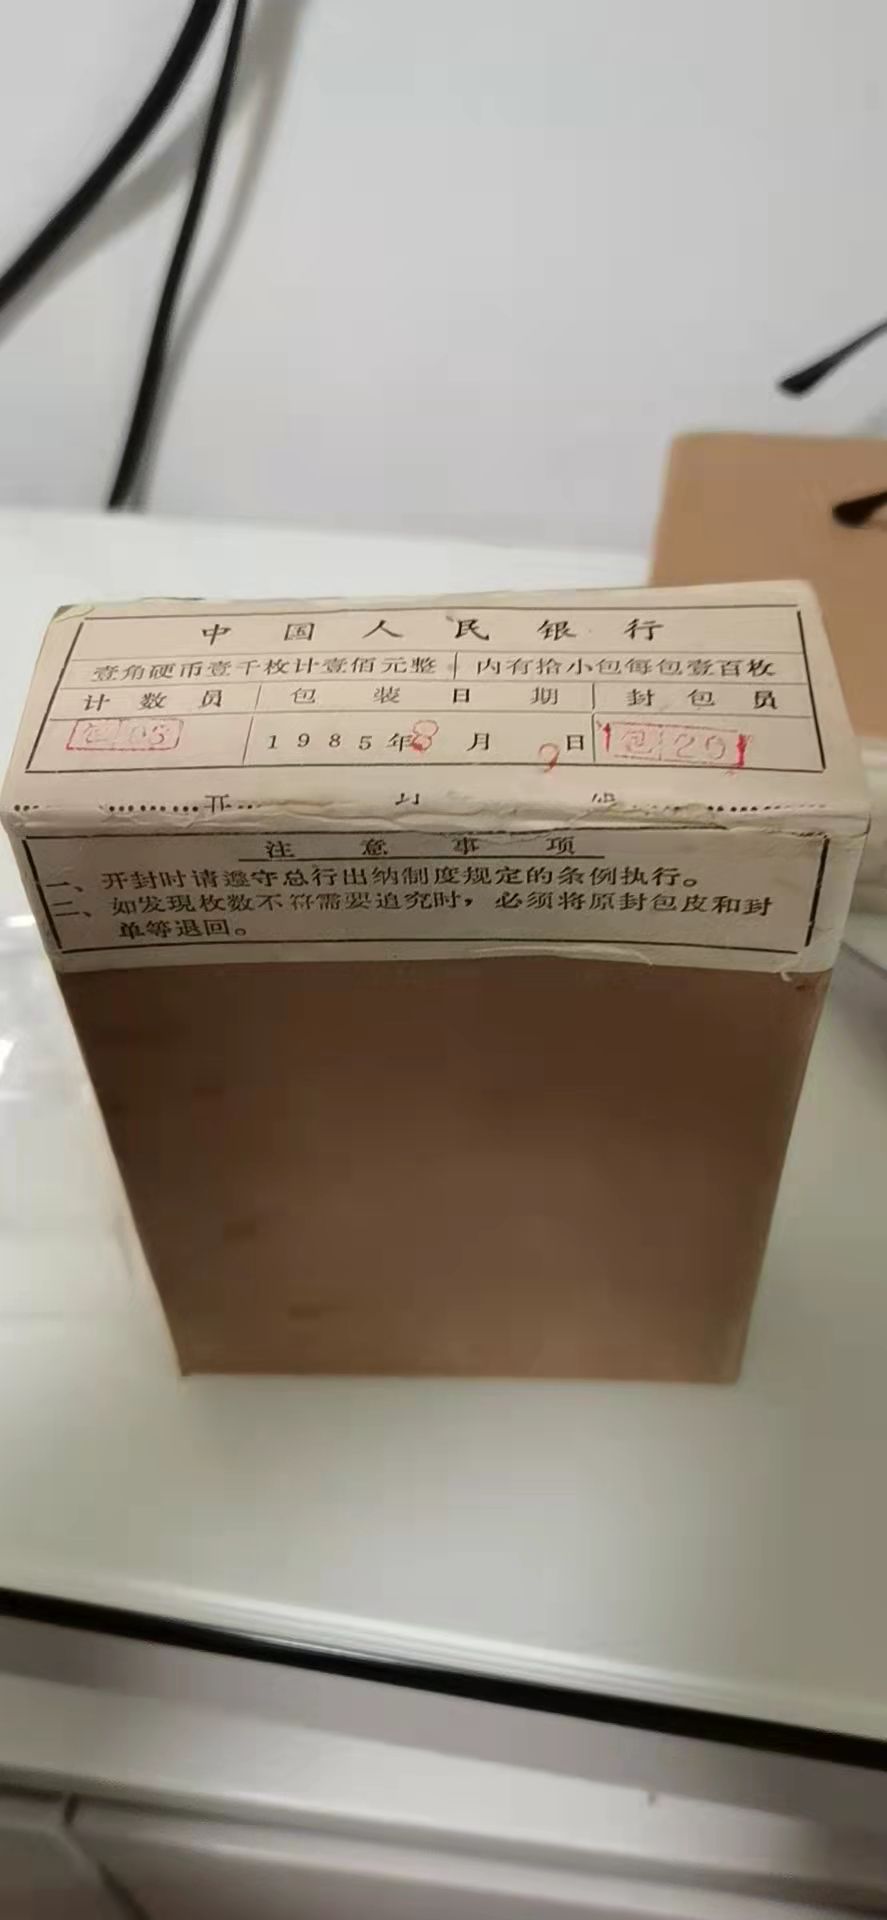 中国人民银行
壹角硬币壹千枚计壹佰元整 内有拾小包每包壹百枚
计数员 包装日期 封包员
包 03 1985年8月9日 包 20
开封处
注意事项
一、开封时请遵守总行出纳制度规定的条例执行。
二、如发现枚数不符需要追究时，必须将原封包皮和封
单等退回。